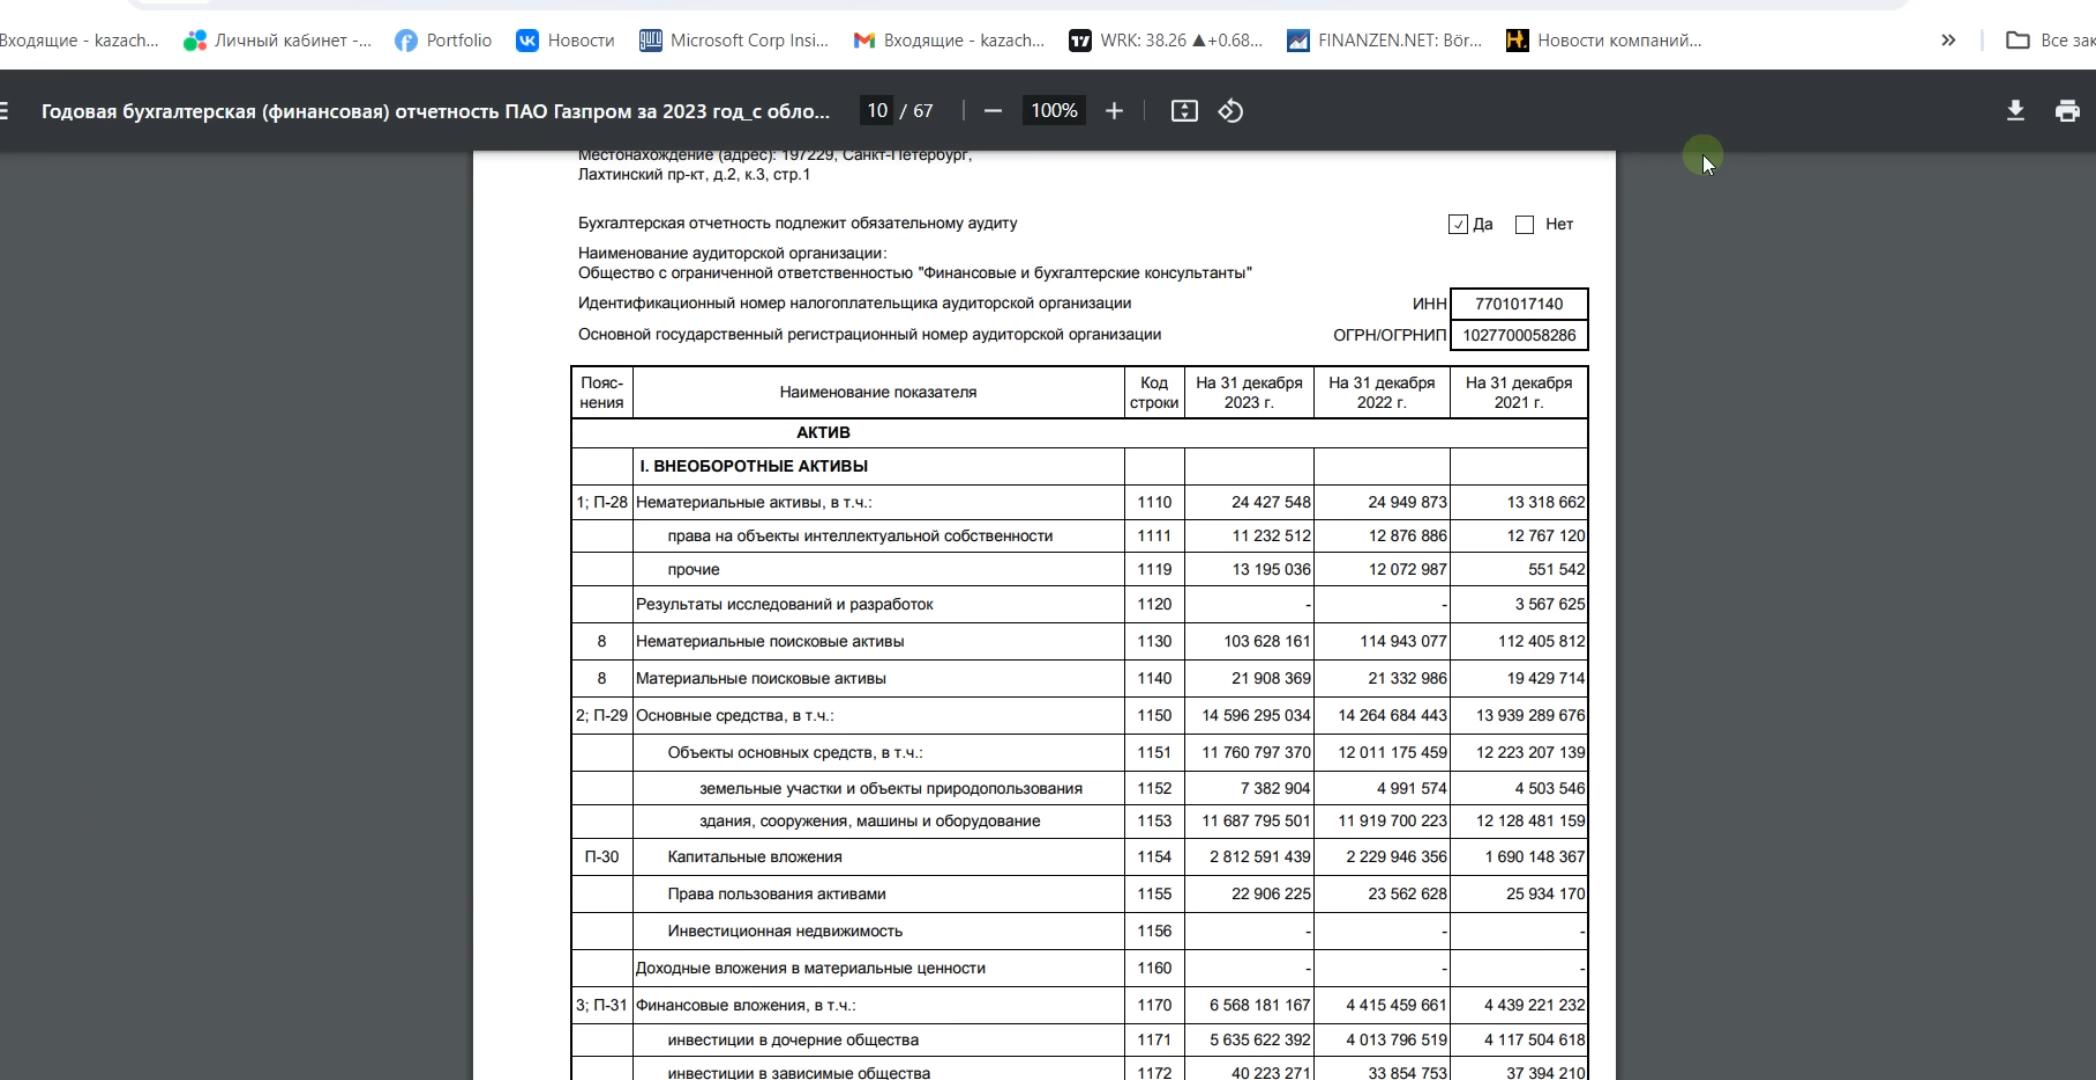 Входящие - kazach...
Личный кабинет -...
Portfolio
Новости
Microsoft Corp Insi...
Входящие - kazach...
WRK: 38.26 ▲+0.68...
FINANZEN.NET: Bör...
Новости компаний...
Все зак
Годовая бухгалтерская (финансовая) отчетность ПАО Газпром за 2023 год_с обло... 10 / 67 100%
Местонахождение (адрес): 197229, Санкт-Петербург,
Лахтинский пр-кт, д.2, к.3, стр.1
Бухгалтерская отчетность подлежит обязательному аудиту Да Нет
Наименование аудиторской организации:
Общество с ограниченной ответственностью "Финансовые и бухгалтерские консультанты"
Идентификационный номер налогоплательщика аудиторской организации ИНН 7701017140
Основной государственный регистрационный номер аудиторской организации ОГРН/ОГРНИП 1027700058286
Пояс-
нения
Наименование показателя
Код
строки
На 31 декабря
2023 г.
На 31 декабря
2022 г.
На 31 декабря
2021 г.
АКТИВ
I. ВНЕОБОРОТНЫЕ АКТИВЫ
1; П-28 Нематериальные активы, в т.ч.: 1110 24 427 548 24 949 873 13 318 662
права на объекты интеллектуальной собственности 1111 11 232 512 12 876 886 12 767 120
прочие 1119 13 195 036 12 072 987 551 542
Результаты исследований и разработок 1120 - - 3 567 625
8 Нематериальные поисковые активы 1130 103 628 161 114 943 077 112 405 812
8 Материальные поисковые активы 1140 21 908 369 21 332 986 19 429 714
2; П-29 Основные средства, в т.ч.: 1150 14 596 295 034 14 264 684 443 13 939 289 676
Объекты основных средств, в т.ч.: 1151 11 760 797 370 12 011 175 459 12 223 207 139
земельные участки и объекты природопользования 1152 7 382 904 4 991 574 4 503 546
здания, сооружения, машины и оборудование 1153 11 687 795 501 11 919 700 223 12 128 481 159
П-30 Капитальные вложения 1154 2 812 591 439 2 229 946 356 1 690 148 367
Права пользования активами 1155 22 906 225 23 562 628 25 934 170
Инвестиционная недвижимость 1156 - - -
Доходные вложения в материальные ценности 1160 - - -
3; П-31 Финансовые вложения, в т.ч.: 1170 6 568 181 167 4 415 459 661 4 439 221 232
инвестиции в дочерние общества 1171 5 635 622 392 4 013 796 519 4 117 504 618
инвестиции в зависимые общества 1172 40 223 271 33 854 753 37 394 210